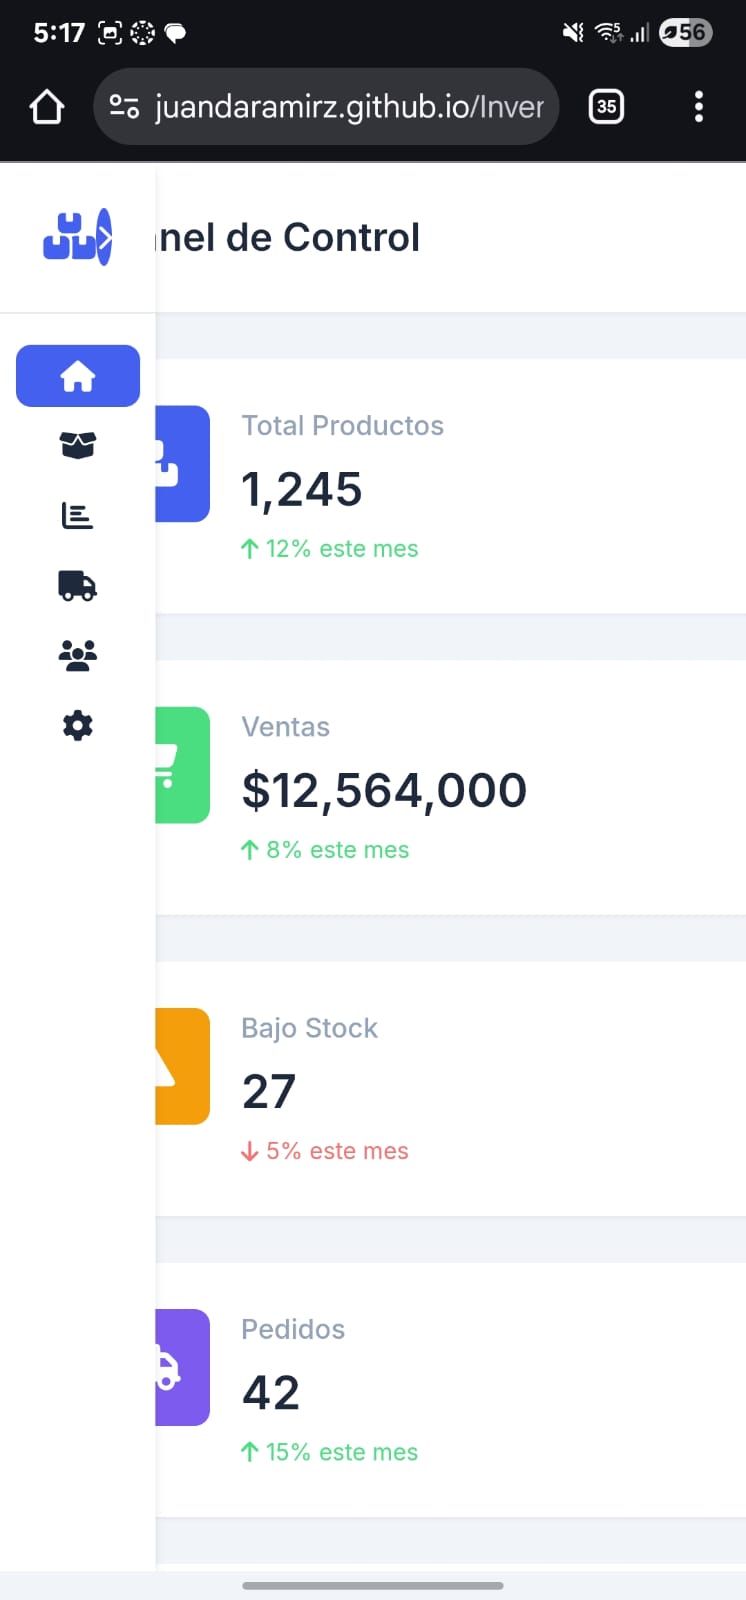 5:17
56
juandaramirz.github.io/Inver
35
nel de Control
Total Productos
1,245
12% este mes
Ventas
$12,564,000
8% este mes
Bajo Stock
27
5% este mes
Pedidos
42
15% este mes